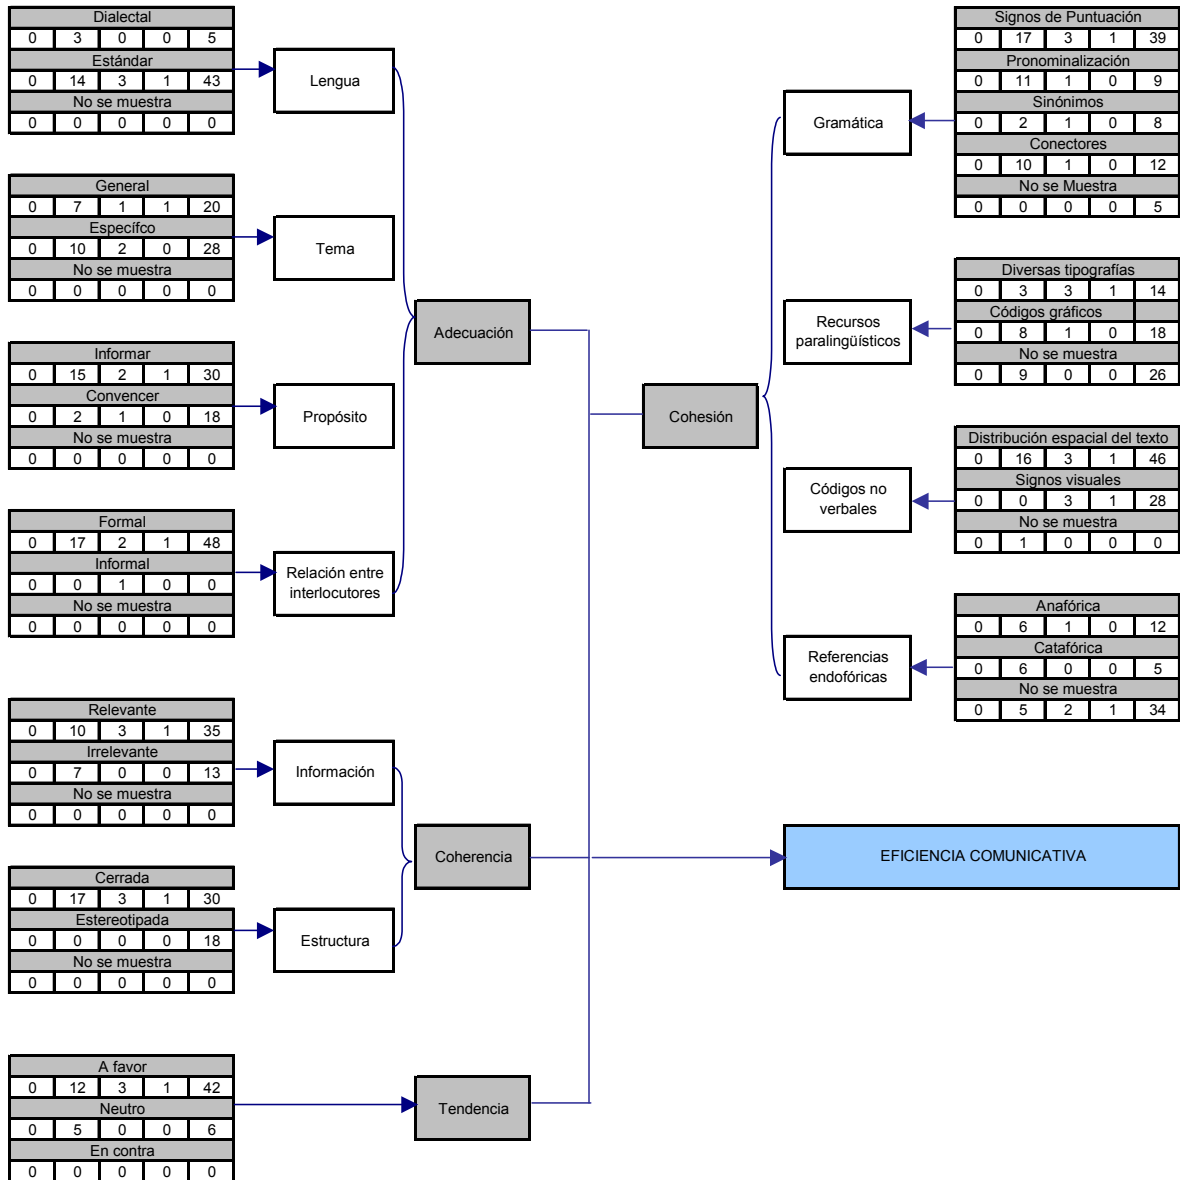 Dialectal
0 3 0 0 5
Estándar
0 14 3 1 43
No se muestra
0 0 0 0 0
Lengua
General
0 7 1 1 20
Específco
0 10 2 0 28
No se muestra
0 0 0 0 0
Tema
Informar
0 15 2 1 30
Convencer
0 2 1 0 18
No se muestra
0 0 0 0 0
Propósito
Formal
0 17 2 1 48
Informal
0 0 1 0 0
No se muestra
0 0 0 0 0
Relación entre
interlocutores
Adecuación
Relevante
0 10 3 1 35
Irrelevante
0 7 0 0 13
No se muestra
0 0 0 0 0
Información
Cerrada
0 17 3 1 30
Estereotipada
0 0 0 0 18
No se muestra
0 0 0 0 0
Estructura
Coherencia
A favor
0 12 3 1 42
Neutro
0 5 0 0 6
En contra
0 0 0 0 0
Tendencia
Cohesión
Gramática
Signos de Puntuación
0 17 3 1 39
Pronominalización
0 11 1 0 9
Sinónimos
0 2 1 0 8
Conectores
0 10 1 0 12
No se Muestra
0 0 0 0 5
Recursos
paralingüísticos
Diversas tipografías
0 3 3 1 14
Códigos gráficos
0 8 1 0 18
No se muestra
0 9 0 0 26
Códigos no
verbales
Distribución espacial del texto
0 16 3 1 46
Signos visuales
0 0 3 1 28
No se muestra
0 1 0 0 0
Referencias
endofóricas
Anafórica
0 6 1 0 12
Catafórica
0 6 0 0 5
No se muestra
0 5 2 1 34
EFICIENCIA COMUNICATIVA